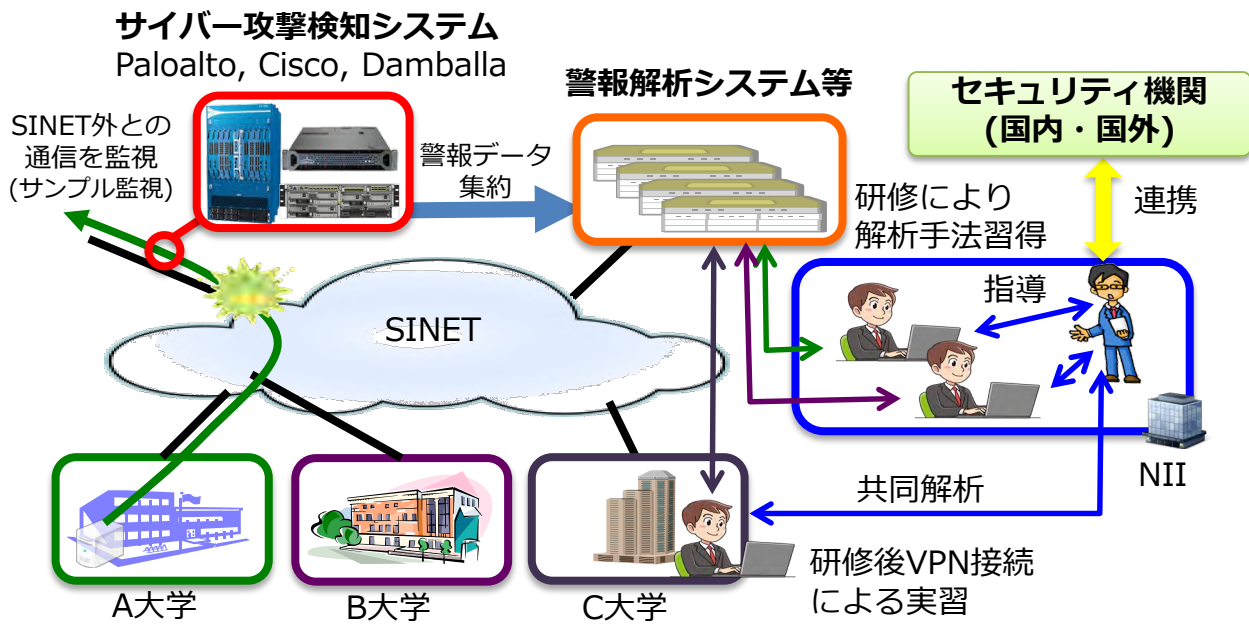 サイバー攻撃検知システム
Paloalto, Cisco, Damballa
警報解析システム等
セキュリティ機関
(国内・国外)
SINET外との
通信を監視
(サンプル監視)
警報データ
集約
研修により
解析手法習得
連携
指導
SINET
NII
共同解析
研修後VPN接続
による実習
A大学
B大学
C大学